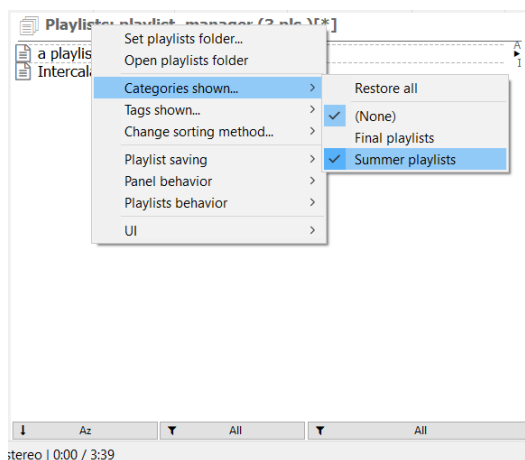 Playlists: playlist_manager (3 pls.)[*]
Set playlists folder...
a playlis
A
Open playlists folder
Intercala
I
Categories shown...
Restore all
Tags shown...
(None)
Change sorting method...
Final playlists
Playlist saving
Summer playlists
Panel behavior
Playlists behavior
UI
Az
All
All
stereo | 0:00 / 3:39